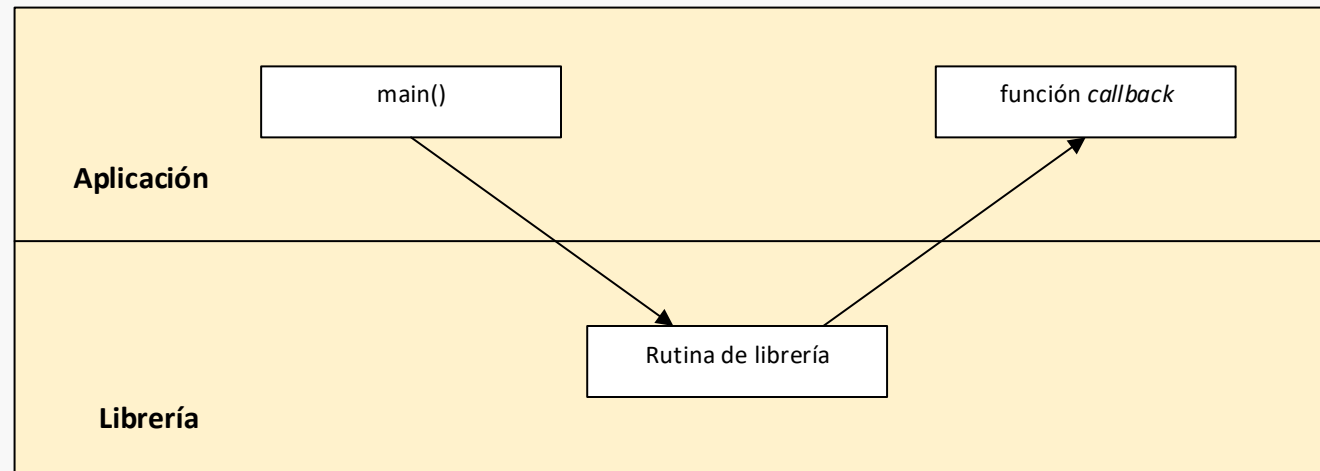 main()
función callback
Aplicación
Rutina de librería
Librería